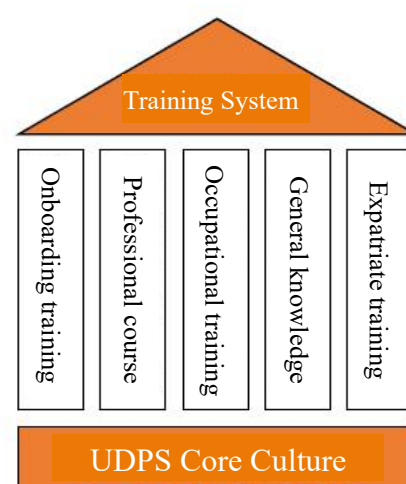 Training System
Onboarding training
Professional course
Occupational training
General knowledge
Expatriate training
UDPS Core Culture